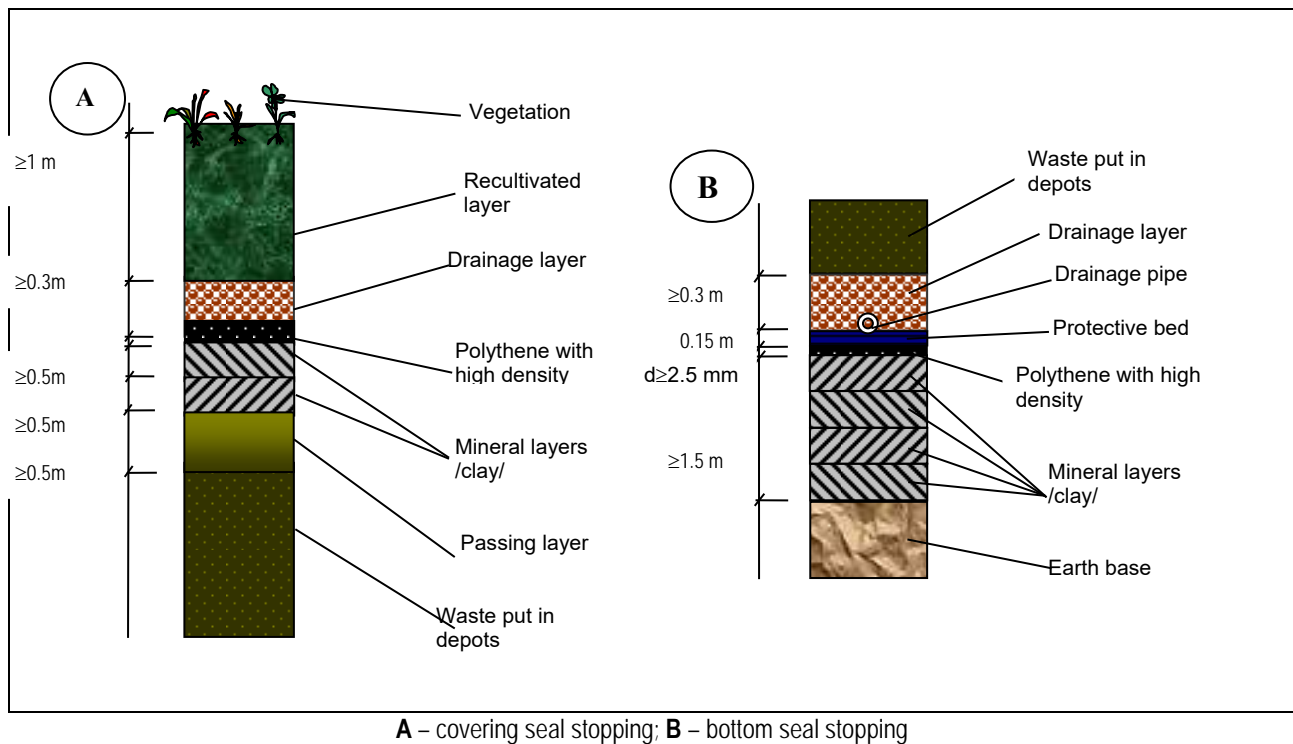 A
Vegetation
≥1 m
Recultivated
layer
Drainage layer
≥0.3m
Polythene with
high density
≥0.5m
≥0.5m
Mineral layers
/clay/
≥0.5m
Passing layer
Waste put in
depots
B
Waste put in
depots
Drainage layer
≥0.3 m
Drainage pipe
Protective bed
0.15 m
Polythene with high
density
d≥2.5 mm
≥1.5 m
Mineral layers
/clay/
Earth base
A – covering seal stopping; B – bottom seal stopping